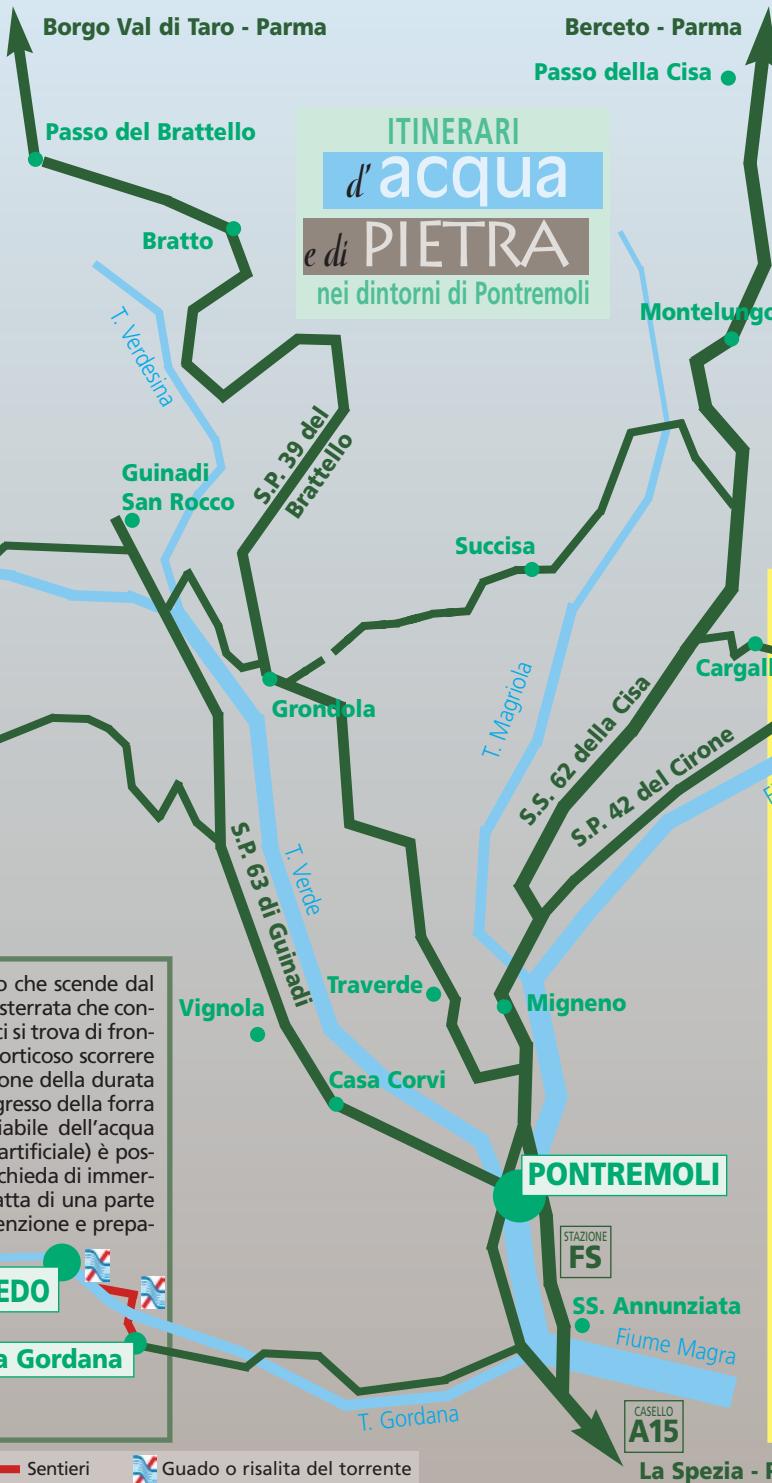 Borgo Val di Taro - Parma
Berceto - Parma
Passo della Cisa
Passo del Brattello
ITINERARI
d'acqua
e di PIETRA
nei dintorni di Pontremoli
Bratto
T. Verdesina
Montelungo
S.P. 39 del
Brattello
Guinadi
San Rocco
Succisa
Cargall
Grondola
T. Magriola
S.S. 62 della Cisa
S.P. 42 del Cirone
S.P. 63 di Guinadi
T. Verde
Traverde
Migneno
Vignola
Casa Corvi
o che scende dal
sterrata che con-
ci si trova di fron-
orticoso scorrere
one della durata
gresso della forra
iabile dell'acqua
artificiale) è pos-
chieda di immer-
atta di una parte
enzione e prepa-
PONTREMOLI
STAZIONE
FS
EDO
a Gordana
SS. Annunziata
Fiume Magra
T. Gordana
CASELLO
A15
La Spezia - P
Sentieri
Guado o risalita del torrente